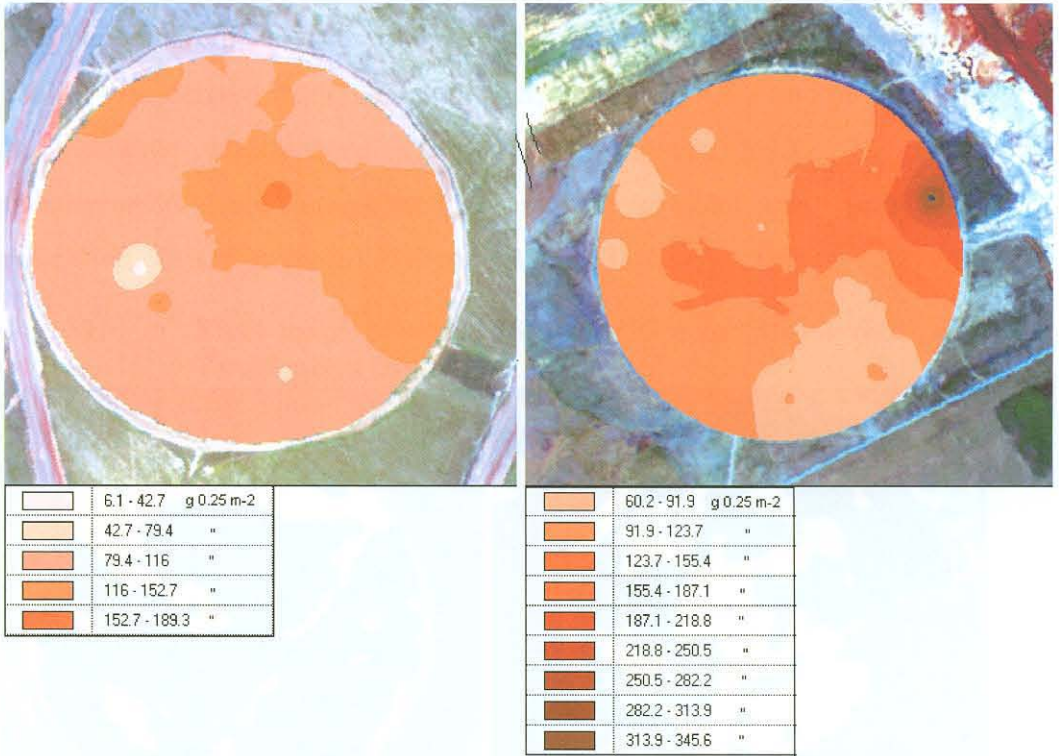 6.1 - 42.7 g 0.25 m-2
42.7 - 79.4 "
79.4 - 116 "
116 - 152.7 "
152.7 - 189.3 "
60.2 - 91.9 g 0.25 m-2
91.9 - 123.7 "
123.7 - 155.4 "
155.4 - 187.1 "
187.1 - 218.8 "
218.8 - 250.5 "
250.5 - 282.2 "
282.2 - 313.9 "
313.9 - 345.6 "